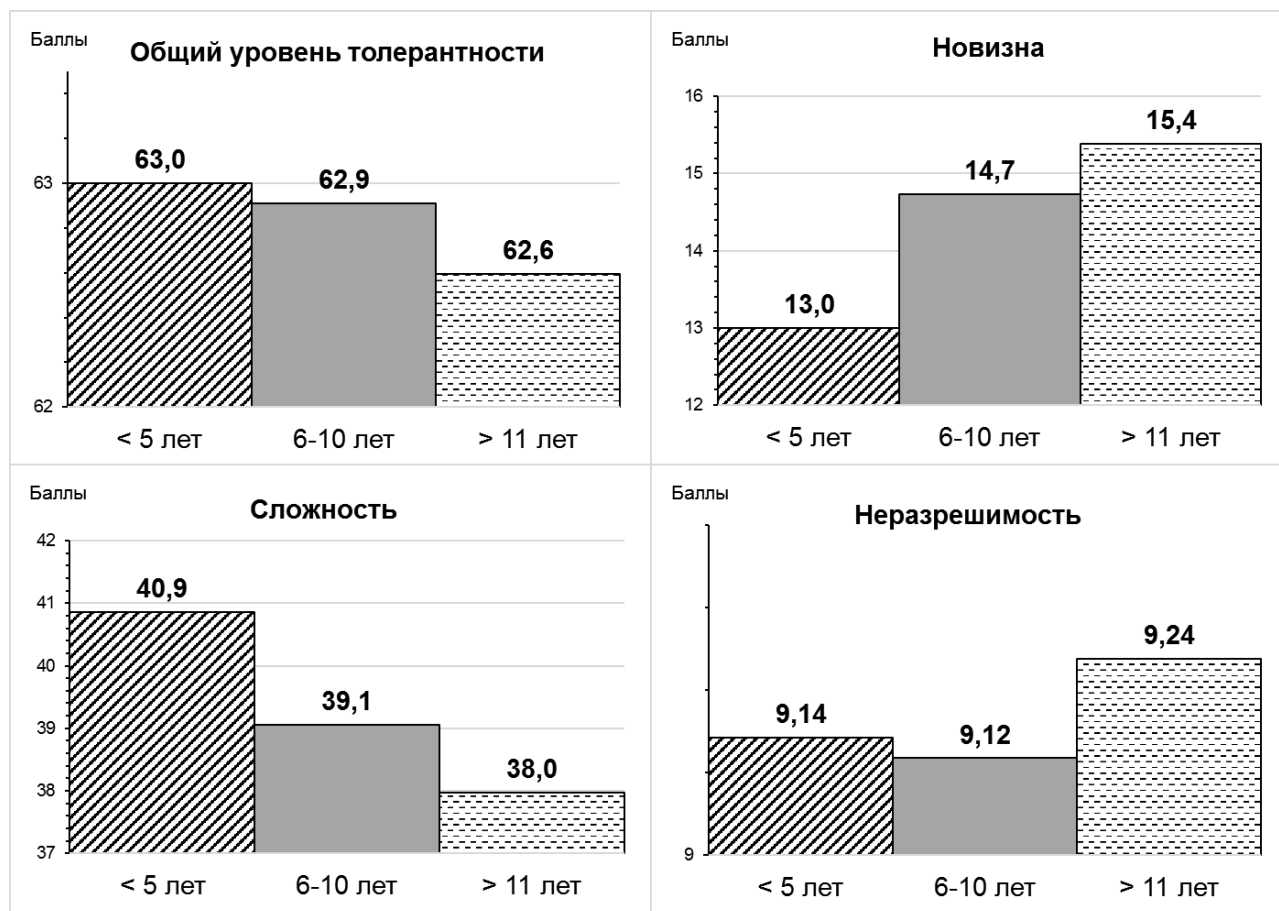 Баллы
Общий уровень толерантности
63,0
62,9
62,6
63
62
< 5 лет
6-10 лет
> 11 лет
Баллы
Новизна
16
15
14
13
12
13,0
14,7
15,4
< 5 лет
6-10 лет
> 11 лет
Баллы
Сложность
42
41
40
39
38
37
40,9
39,1
38,0
< 5 лет
6-10 лет
> 11 лет
Баллы
Неразрешимость
9,14
9,12
9,24
9
< 5 лет
6-10 лет
> 11 лет